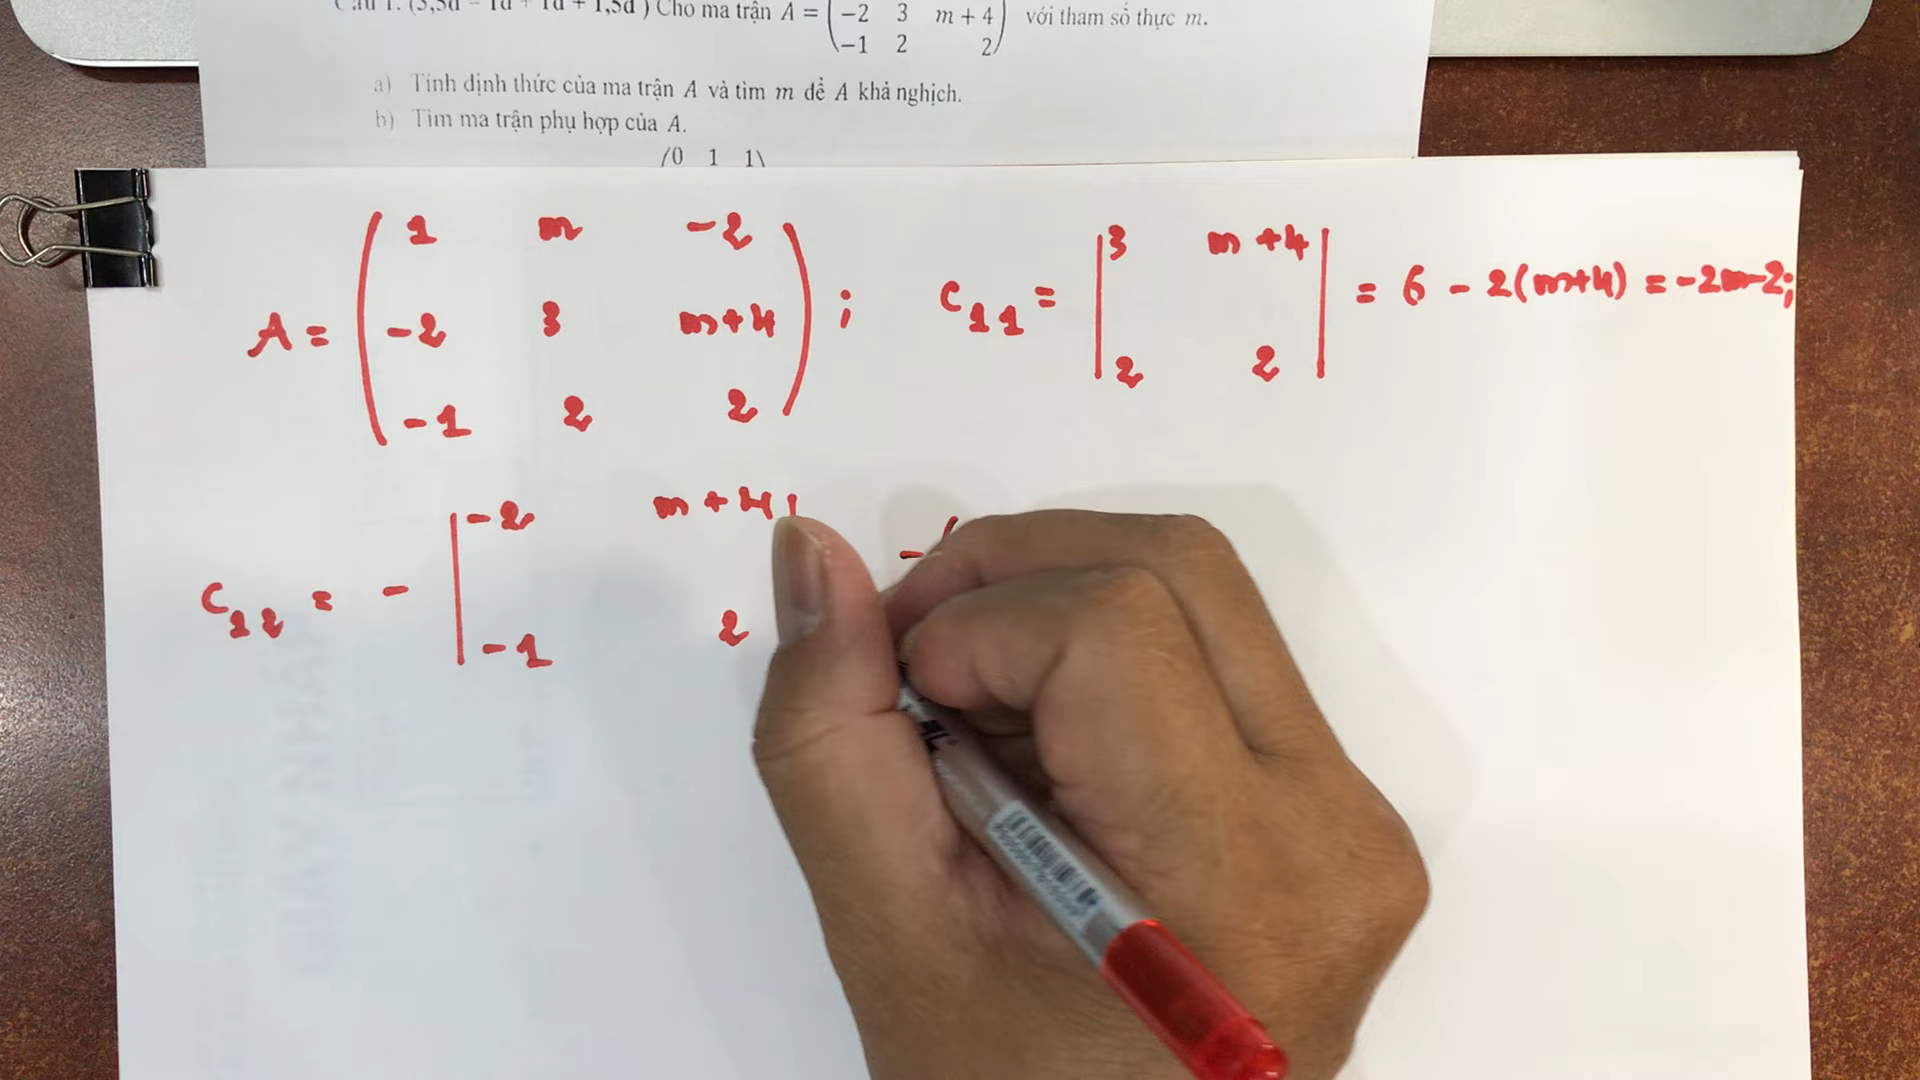 Câu 1. (3,5đ = 1đ + 1đ + 1,5đ) Cho ma trận A = ( −2 3 m + 4 ) với tham số thực m.
−1 2 2
a) Tính định thức của ma trận A và tìm m để A khả nghịch.
b) Tìm ma trận phụ hợp của A.
(0 1 1)
1 m -2
A = -2 3 m+4 ;
-1 2 2
C11 = | 3 m+4 | = 6 - 2(m+4) = -2m-2;
| 2 2 |
| -2 m+4 |
C12 = - -(
| -1 2